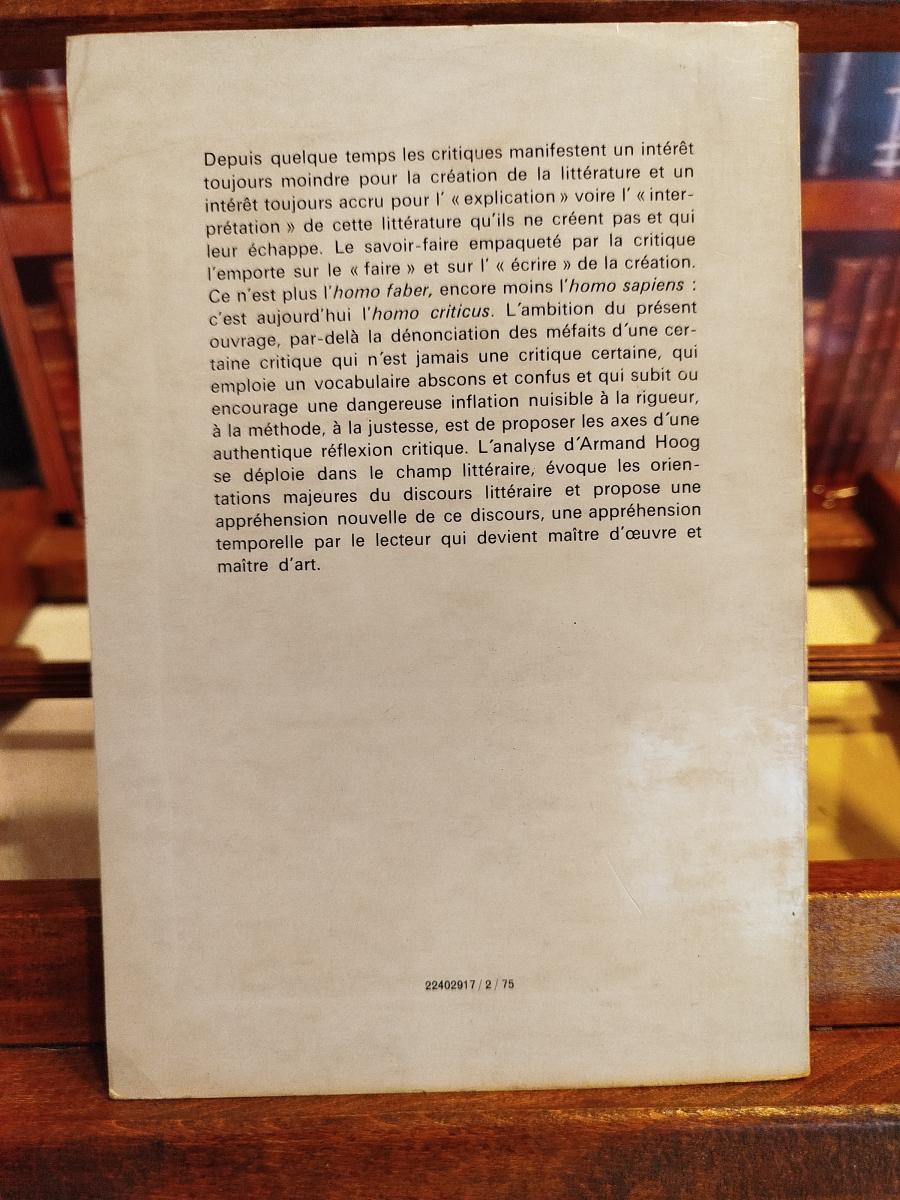 Depuis quelque temps les critiques manifestent un intérêt
toujours moindre pour la création de la littérature et un
intérêt toujours accru pour l' « explication » voire l' « inter-
prétation » de cette littérature qu'ils ne créent pas et qui
leur échappe. Le savoir-faire empaqueté par la critique
l'emporte sur le « faire » et sur l' « écrire » de la création.
Ce n'est plus l'homo faber, encore moins l'homo sapiens :
c'est aujourd'hui l'homo criticus. L'ambition du présent
ouvrage, par-delà la dénonciation des méfaits d'une cer-
taine critique qui n'est jamais une critique certaine, qui
emploie un vocabulaire abscons et confus et qui subit ou
encourage une dangereuse inflation nuisible à la rigueur,
à la méthode, à la justesse, est de proposer les axes d'une
authentique réflexion critique. L'analyse d'Armand Hoog
se déploie dans le champ littéraire, évoque les orien-
tations majeures du discours littéraire et propose une
appréhension nouvelle de ce discours, une appréhension
temporelle par le lecteur qui devient maître d'œuvre et
maître d'art.
22402917 / 2 / 75